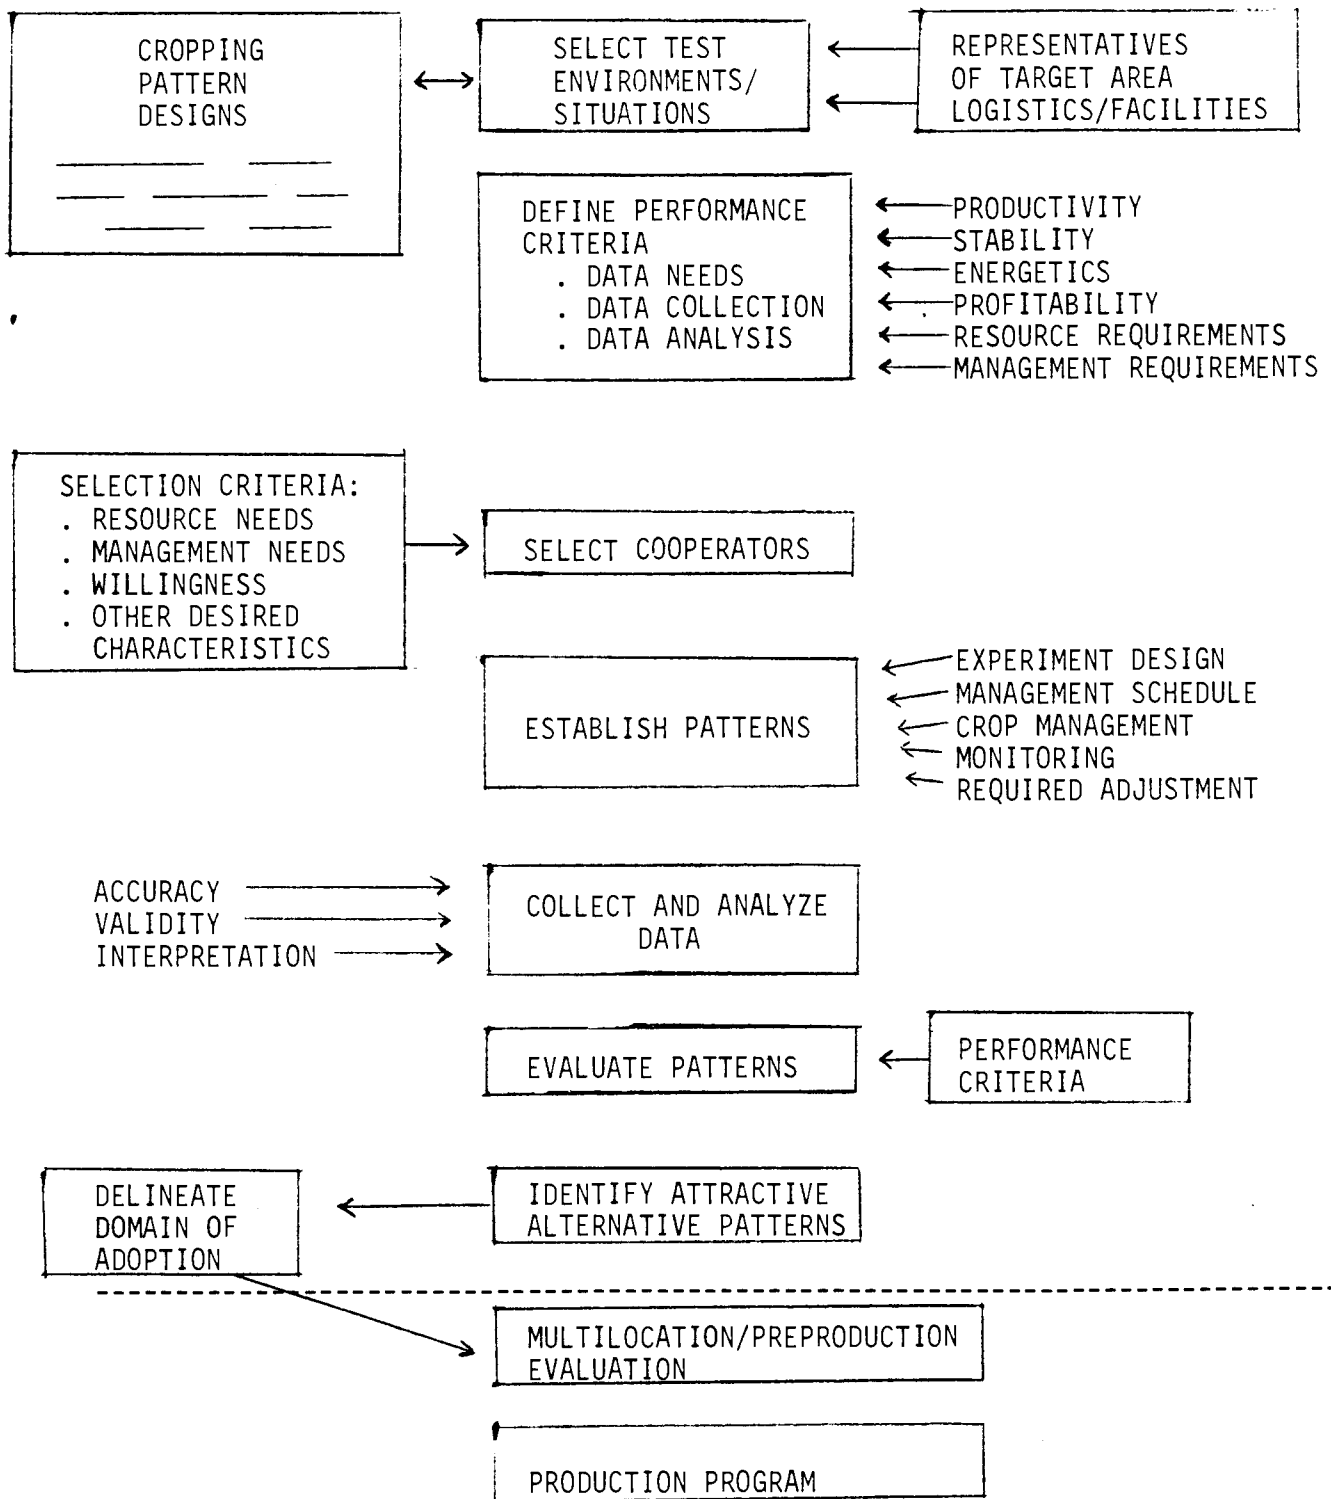 CROPPING
PATTERN
DESIGNS
SELECT TEST
ENVIRONMENTS/
SITUATIONS
REPRESENTATIVES
OF TARGET AREA
LOGISTICS/FACILITIES
DEFINE PERFORMANCE
CRITERIA
. DATA NEEDS
. DATA COLLECTION
. DATA ANALYSIS
PRODUCTIVITY
STABILITY
ENERGETICS
PROFITABILITY
RESOURCE REQUIREMENTS
MANAGEMENT REQUIREMENTS
SELECTION CRITERIA:
. RESOURCE NEEDS
. MANAGEMENT NEEDS
. WILLINGNESS
. OTHER DESIRED
CHARACTERISTICS
SELECT COOPERATORS
ESTABLISH PATTERNS
EXPERIMENT DESIGN
MANAGEMENT SCHEDULE
CROP MANAGEMENT
MONITORING
REQUIRED ADJUSTMENT
ACCURACY
VALIDITY
INTERPRETATION
COLLECT AND ANALYZE
DATA
EVALUATE PATTERNS
PERFORMANCE
CRITERIA
DELINEATE
DOMAIN OF
ADOPTION
IDENTIFY ATTRACTIVE
ALTERNATIVE PATTERNS
MULTILOCATION/PREPRODUCTION
EVALUATION
PRODUCTION PROGRAM